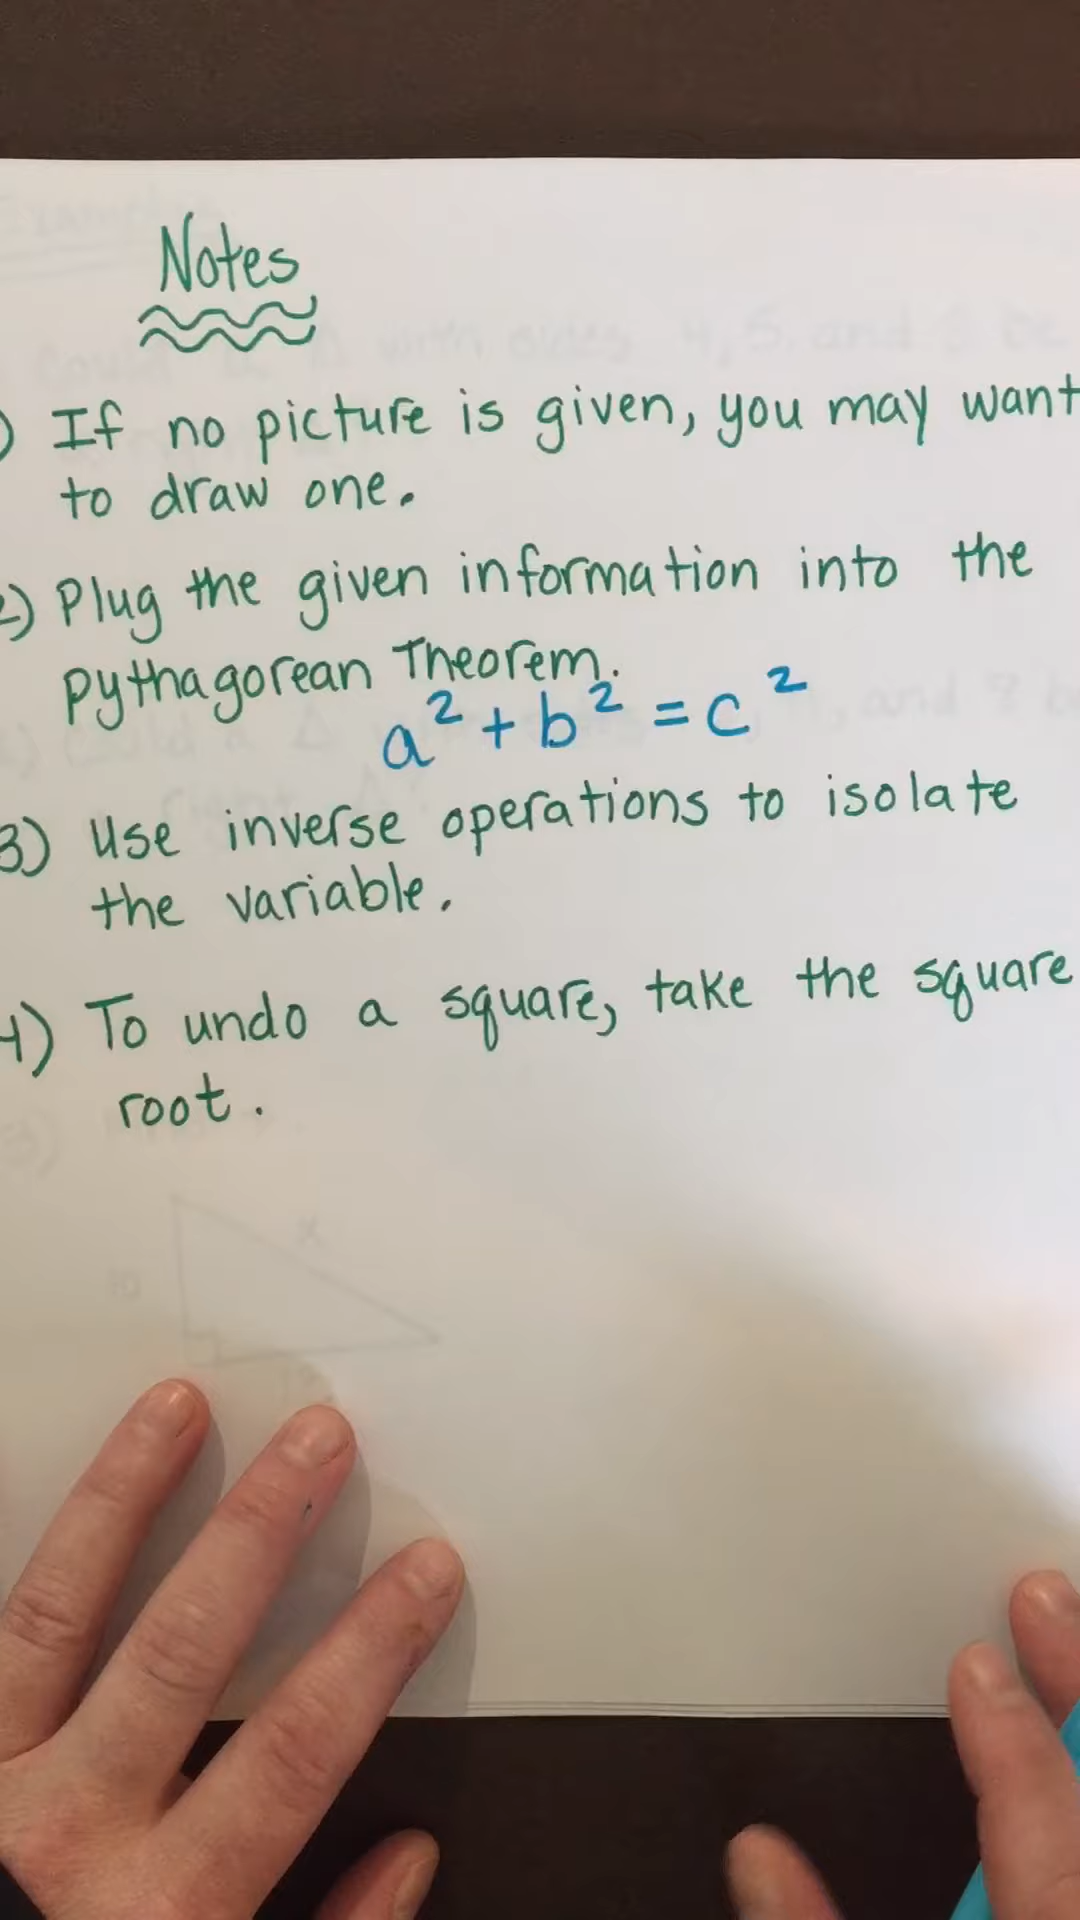 Notes
) If no picture is given, you may want
to draw one.
2) Plug the given information into the
pythagorean Theorem.
a² + b² = c²
3) Use inverse operations to isolate
the variable.
4) To undo a square, take the square
root.